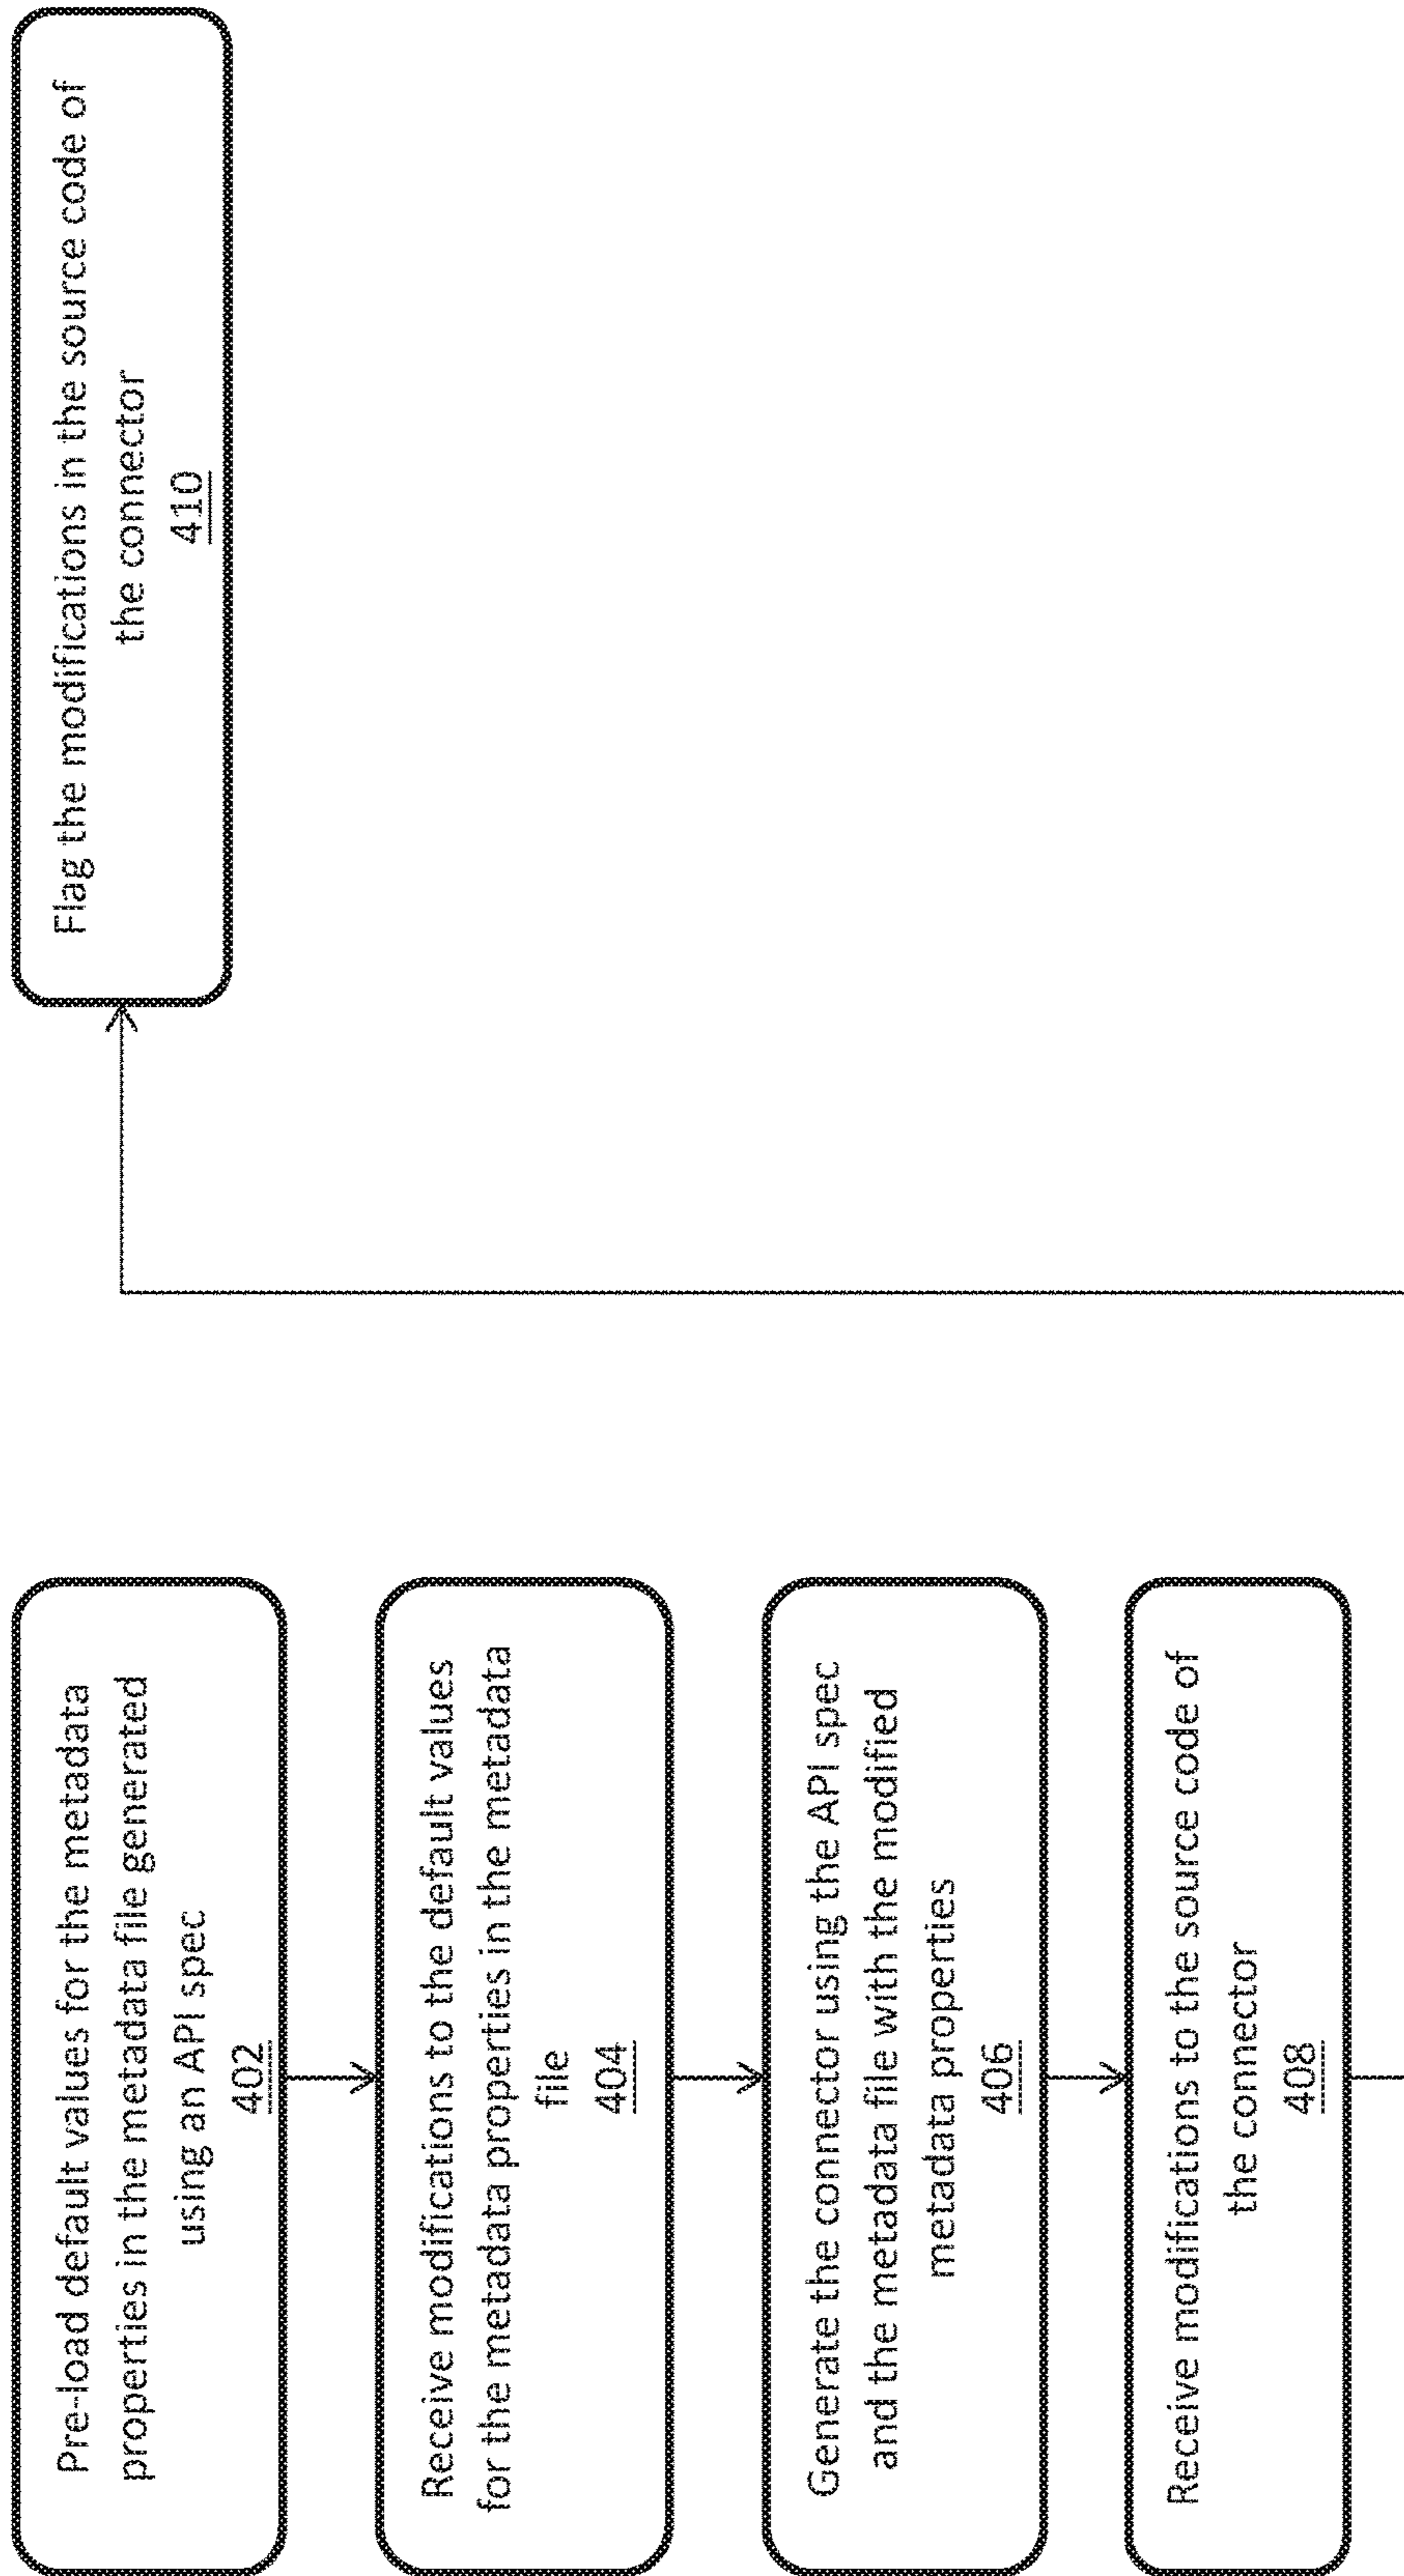 Pre-load default values for the metadata
properties in the metadata file generated
using an API spec
402
Receive modifications to the default values
for the metadata properties in the metadata
file
404
Generate the connector using the API spec
and the metadata file with the modified
metadata properties
406
Receive modifications to the source code of
the connector
408
Flag the modifications in the source code of
the connector
410